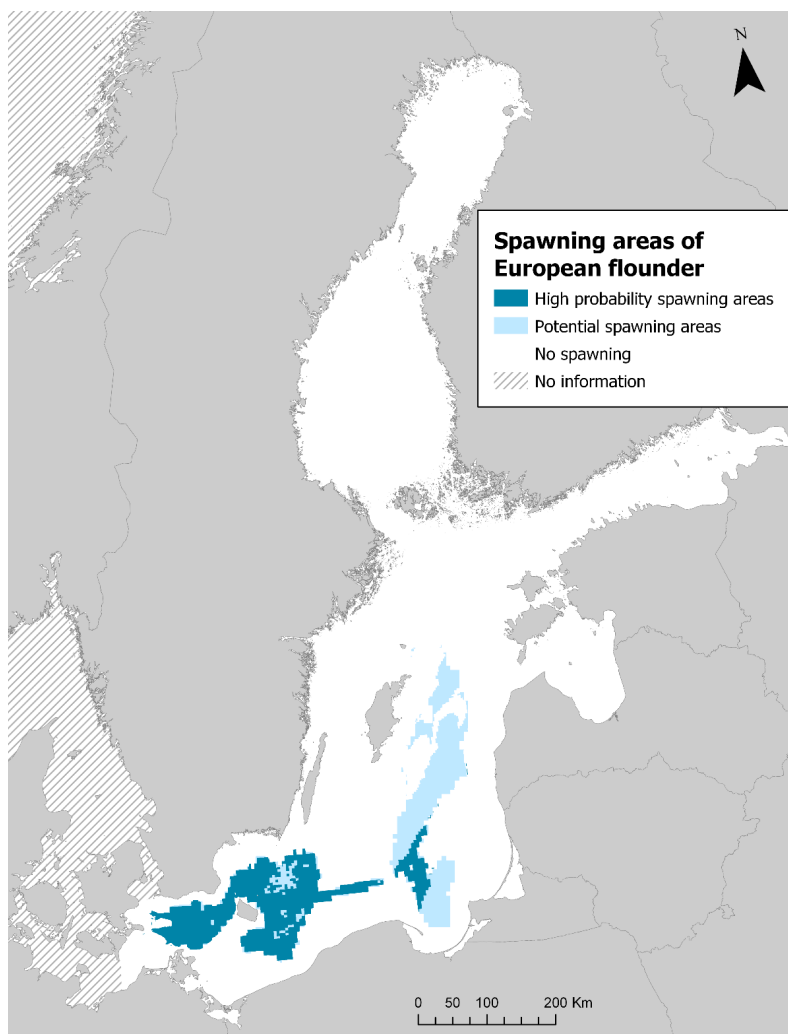 N
Spawning areas of
European flounder
High probability spawning areas
Potential spawning areas
No spawning
No information
0 50 100 200 Km